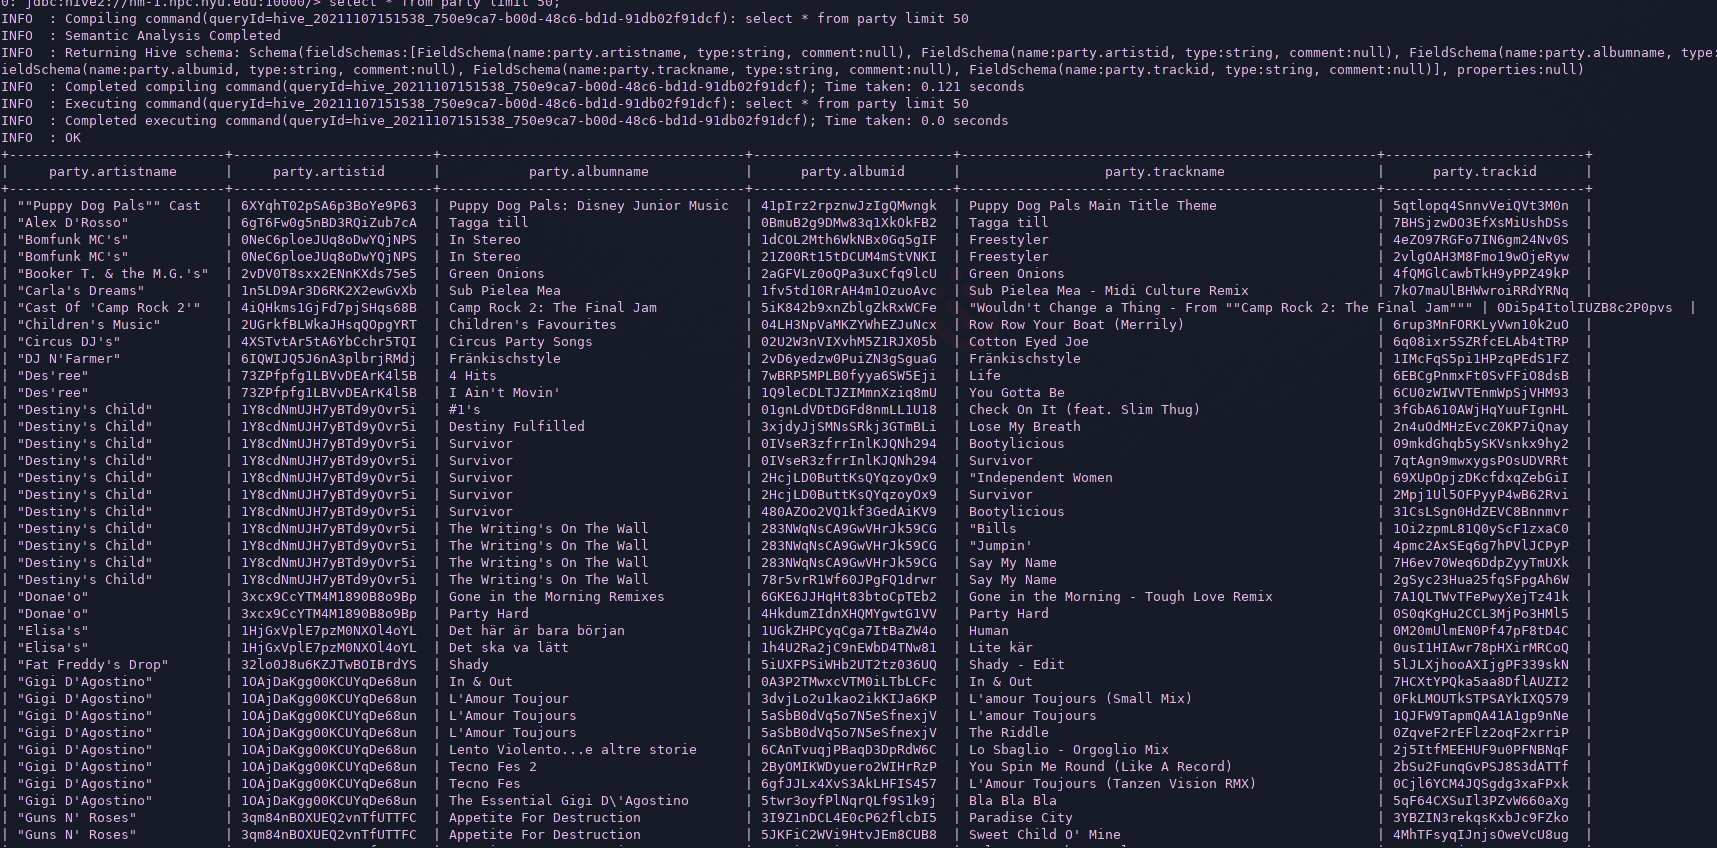 0: jdbc:hive2://hm-1.hpc.nyu.edu:10000/> select * from party limit 50;
INFO  : Compiling command(queryId=hive_20211107151538_750e9ca7-b00d-48c6-bd1d-91db02f91dcf): select * from party limit 50
INFO  : Semantic Analysis Completed
INFO  : Returning Hive schema: Schema(fieldSchemas:[FieldSchema(name:party.artistname, type:string, comment:null), FieldSchema(name:party.artistid, type:string, comment:null), FieldSchema(name:party.albumname, type:
ieldSchema(name:party.albumid, type:string, comment:null), FieldSchema(name:party.trackname, type:string, comment:null), FieldSchema(name:party.trackid, type:string, comment:null)], properties:null)
INFO  : Completed compiling command(queryId=hive_20211107151538_750e9ca7-b00d-48c6-bd1d-91db02f91dcf); Time taken: 0.121 seconds
INFO  : Executing command(queryId=hive_20211107151538_750e9ca7-b00d-48c6-bd1d-91db02f91dcf): select * from party limit 50
INFO  : Completed executing command(queryId=hive_20211107151538_750e9ca7-b00d-48c6-bd1d-91db02f91dcf); Time taken: 0.0 seconds
INFO  : OK
| party.artistname | party.artistid | party.albumname | party.albumid | party.trackname | party.trackid |
| ""Puppy Dog Pals"" Cast | 6XYqhT02pSA6p3BoYe9P63 | Puppy Dog Pals: Disney Junior Music | 41pIrz2rpznwJzIgQMwngk | Puppy Dog Pals Main Title Theme | 5qtlopq4SnnvVeiQVt3M0n |
| "Alex D'Rosso" | 6gT6Fw0g5nBD3RQiZub7cA | Tagga till | 0BmuB2g9DMw83q1XkOkFB2 | Tagga till | 7BHSjzwDO3EfXsMiUshDSs |
| "Bomfunk MC's" | 0NeC6ploeJUq8oDwYQjNPS | In Stereo | 1dCOL2Mth6WkNBx0Gq5gIF | Freestyler | 4eZO97RGFo7IN6gm24Nv0S |
| "Bomfunk MC's" | 0NeC6ploeJUq8oDwYQjNPS | In Stereo | 21Z00Rt15tDCUM4mStVNKI | Freestyler | 2vlgOAH3M8Fmo19wOjeRyw |
| "Booker T. & the M.G.'s" | 2vDV0T8sxx2ENnKXds75e5 | Green Onions | 2aGFVLz0oQPa3uxCfq9lcU | Green Onions | 4fQMGlCawbTkH9yPPZ49kP |
| "Carla's Dreams" | 1n5LD9Ar3D6RK2X2ewGvXb | Sub Pielea Mea | 1fv5td10RrAH4m1OzuoAvc | Sub Pielea Mea - Midi Culture Remix | 7kO7maUlBHWwroiRRdYRNq |
| "Cast Of 'Camp Rock 2'" | 4iQHkms1GjFd7pjSHqs68B | Camp Rock 2: The Final Jam | 5iK842b9xnZblgZkRxWCFe | "Wouldn't Change a Thing - From ""Camp Rock 2: The Final Jam""" | 0Di5p4ItolIUZB8c2P0pvs |
| "Children's Music" | 2UGrkfBLWkaJHsqQOpgYRT | Children's Favourites | 04LH3NpVaMKZYWhEZJuNcx | Row Row Your Boat (Merrily) | 6rup3MnFORKLyVwn10k2uO |
| "Circus DJ's" | 4XSTvtAr5tA6YbCchr5TQI | Circus Party Songs | 02U2W3nVIXvhM5Z1RJX05b | Cotton Eyed Joe | 6q08ixr5SZRfcELAb4tTRP |
| "DJ N'Farmer" | 6IQWIJQ5J6nA3plbrjRMdj | Fränkischstyle | 2vD6yedzw0PuiZN3gSguaG | Fränkischstyle | 1IMcFqS5pi1HPzqPEdS1FZ |
| "Des'ree" | 73ZPfpfg1LBVvDEArK4l5B | 4 Hits | 7wBRP5MPLB0fyya6SW5Eji | Life | 6EBCgPnmxFt0SvFFiO8dsB |
| "Des'ree" | 73ZPfpfg1LBVvDEArK4l5B | I Ain't Movin' | 1Q9leCDLTJZIMmnXziq8mU | You Gotta Be | 6CU0zWIWVTEnmWpSjVHM93 |
| "Destiny's Child" | 1Y8cdNmUJH7yBTd9yOvr5i | #1's | 01gnLdVDtDGFd8nmLL1U18 | Check On It (feat. Slim Thug) | 3fGbA610AWjHqYuuFIgnHL |
| "Destiny's Child" | 1Y8cdNmUJH7yBTd9yOvr5i | Destiny Fulfilled | 3xjdyJjSMNsSRkj3GTmBLi | Lose My Breath | 2n4uOdMHzEvcZ0KP7iQnay |
| "Destiny's Child" | 1Y8cdNmUJH7yBTd9yOvr5i | Survivor | 0IVseR3zfrrInlKJQNh294 | Bootylicious | 09mkdGhqb5ySKVsnkx9hy2 |
| "Destiny's Child" | 1Y8cdNmUJH7yBTd9yOvr5i | Survivor | 0IVseR3zfrrInlKJQNh294 | Survivor | 7qtAgn9mwxygsPOsUDVRRt |
| "Destiny's Child" | 1Y8cdNmUJH7yBTd9yOvr5i | Survivor | 2HcjLD0ButtKsQYqzoyOx9 | "Independent Women | 69XUpOpjzDKcfdxqZebGiI |
| "Destiny's Child" | 1Y8cdNmUJH7yBTd9yOvr5i | Survivor | 2HcjLD0ButtKsQYqzoyOx9 | Survivor | 2Mpj1Ul5OFPyyP4wB62Rvi |
| "Destiny's Child" | 1Y8cdNmUJH7yBTd9yOvr5i | Survivor | 480AZOo2VQ1kf3GedAiKV9 | Bootylicious | 31CsLSgn0HdZEVC8Bnnmvr |
| "Destiny's Child" | 1Y8cdNmUJH7yBTd9yOvr5i | The Writing's On The Wall | 283NWqNsCA9GwVHrJk59CG | "Bills | 1Oi2zpmL81Q0yScF1zxaC0 |
| "Destiny's Child" | 1Y8cdNmUJH7yBTd9yOvr5i | The Writing's On The Wall | 283NWqNsCA9GwVHrJk59CG | "Jumpin' | 4pmc2AxSEq6g7hPVlJCPyP |
| "Destiny's Child" | 1Y8cdNmUJH7yBTd9yOvr5i | The Writing's On The Wall | 283NWqNsCA9GwVHrJk59CG | Say My Name | 7H6ev70Weq6DdpZyyTmUXk |
| "Destiny's Child" | 1Y8cdNmUJH7yBTd9yOvr5i | The Writing's On The Wall | 78r5vrR1Wf60JPgFQ1drwr | Say My Name | 2gSyc23Hua25fqSFpgAh6W |
| "Donae'o" | 3xcx9CcYTM4M1890B8o9Bp | Gone in the Morning Remixes | 6GKE6JJHqHt83btoCpTEb2 | Gone in the Morning - Tough Love Remix | 7A1QLTWvTFePwyXejTz41k |
| "Donae'o" | 3xcx9CcYTM4M1890B8o9Bp | Party Hard | 4HkdumZIdnXHQMYgwtG1VV | Party Hard | 0S0qKgHu2CCL3MjPo3HMl5 |
| "Elisa's" | 1HjGxVplE7pzM0NXOl4oYL | Det här är bara början | 1UGkZHPCyqCga7ItBaZW4o | Human | 0M20mUlmEN0Pf47pF8tD4C |
| "Elisa's" | 1HjGxVplE7pzM0NXOl4oYL | Det ska va lätt | 1h4U2Ra2jC9nEWbD4TNw81 | Lite kär | 0usI1HIAwr78pHXirMRCoQ |
| "Fat Freddy's Drop" | 32lo0J8u6KZJTwBOIBrdYS | Shady | 5iUXFPSiWHb2UT2tz036UQ | Shady - Edit | 5lJLXjhooAXIjgPF339skN |
| "Gigi D'Agostino" | 1OAjDaKgg00KCUYqDe68un | In & Out | 0A3P2TMwxcVTM0iLTbLCFc | In & Out | 7HCXtYPQka5aa8DflAUZI2 |
| "Gigi D'Agostino" | 1OAjDaKgg00KCUYqDe68un | L'Amour Toujour | 3dvjLo2u1kao2ikKIJa6KP | L'amour Toujours (Small Mix) | 0FkLMOUTkSTPSAYkIXQ579 |
| "Gigi D'Agostino" | 1OAjDaKgg00KCUYqDe68un | L'Amour Toujours | 5aSbB0dVq5o7N5eSfnexjV | L'amour Toujours | 1QJFW9TapmQA41A1gp9nNe |
| "Gigi D'Agostino" | 1OAjDaKgg00KCUYqDe68un | L'Amour Toujours | 5aSbB0dVq5o7N5eSfnexjV | The Riddle | 0ZqveF2rEFlz2oqF2xrriP |
| "Gigi D'Agostino" | 1OAjDaKgg00KCUYqDe68un | Lento Violento...e altre storie | 6CAnTvuqjPBaqD3DpRdW6C | Lo Sbaglio - Orgoglio Mix | 2j5ItfMEEHUF9u0PFNBNqF |
| "Gigi D'Agostino" | 1OAjDaKgg00KCUYqDe68un | Tecno Fes 2 | 2ByOMIKWDyuero2WIHrRzP | You Spin Me Round (Like A Record) | 2bSu2FunqGvPSJ8S3dATTf |
| "Gigi D'Agostino" | 1OAjDaKgg00KCUYqDe68un | Tecno Fes | 6gfJJLx4XvS3AkLHFIS457 | L'Amour Toujours (Tanzen Vision RMX) | 0Cjl6YCM4JQSgdg3xaFPxk |
| "Gigi D'Agostino" | 1OAjDaKgg00KCUYqDe68un | The Essential Gigi D\'Agostino | 5twr3oyfPlNqrQLf9S1k9j | Bla Bla Bla | 5qF64CXSuIl3PZvW660aXg |
| "Guns N' Roses" | 3qm84nBOXUEQ2vnTfUTTFC | Appetite For Destruction | 3I9Z1nDCL4E0cP62flcbI5 | Paradise City | 3YBZIN3rekqsKxbJc9FZko |
| "Guns N' Roses" | 3qm84nBOXUEQ2vnTfUTTFC | Appetite For Destruction | 5JKFiC2WVi9HtvJEm8CUB8 | Sweet Child O' Mine | 4MhTFsyqIJnjsOweVcU8ug |